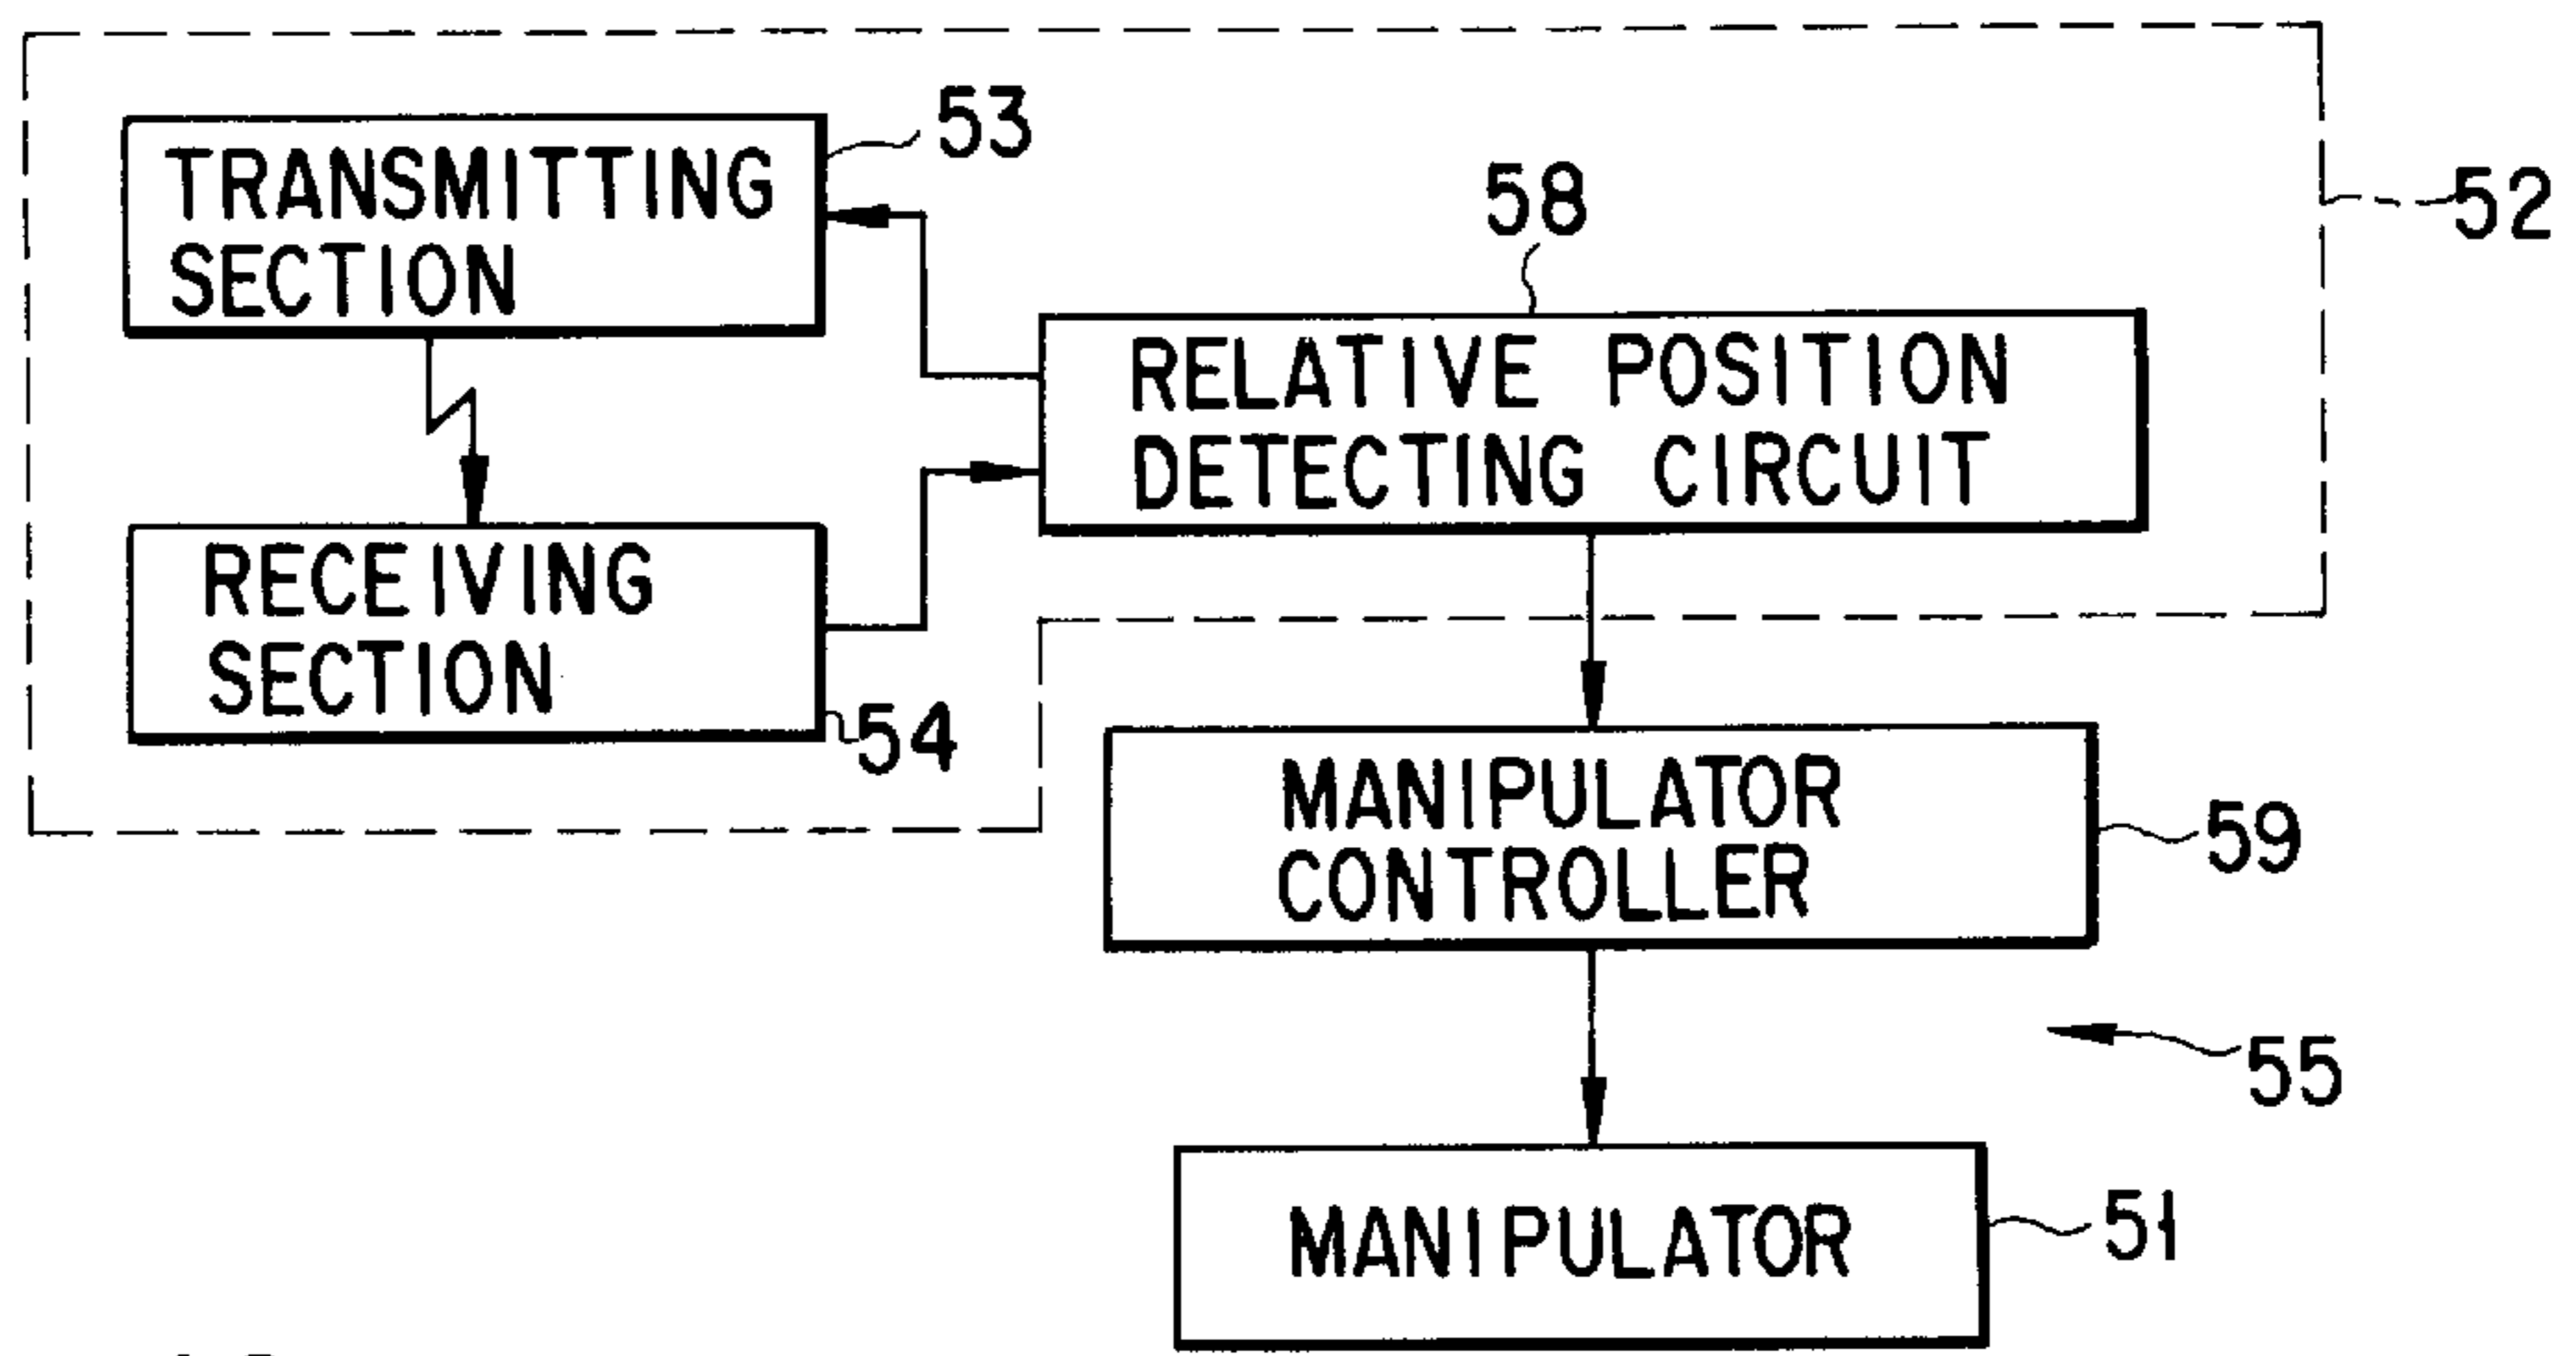 53
TRANSMITTING
SECTION
58
52
RELATIVE POSITION
DETECTING CIRCUIT
RECEIVING
SECTION
54
MANIPULATOR
CONTROLLER
59
55
MANIPULATOR
51